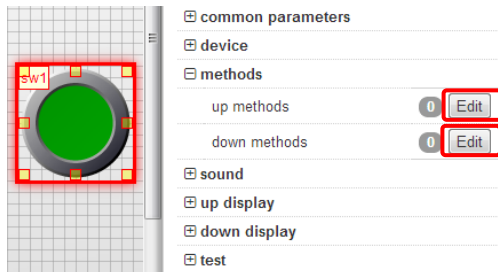 sw1
common parameters
device
methods
up methods 0 Edit
down methods 0 Edit
sound
up display
down display
test